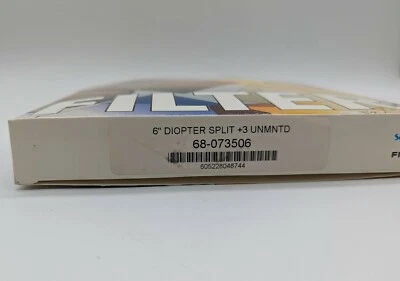 FILTER
6" DIOPTER SPLIT +3 UNMNTD
68-073506
605228048744